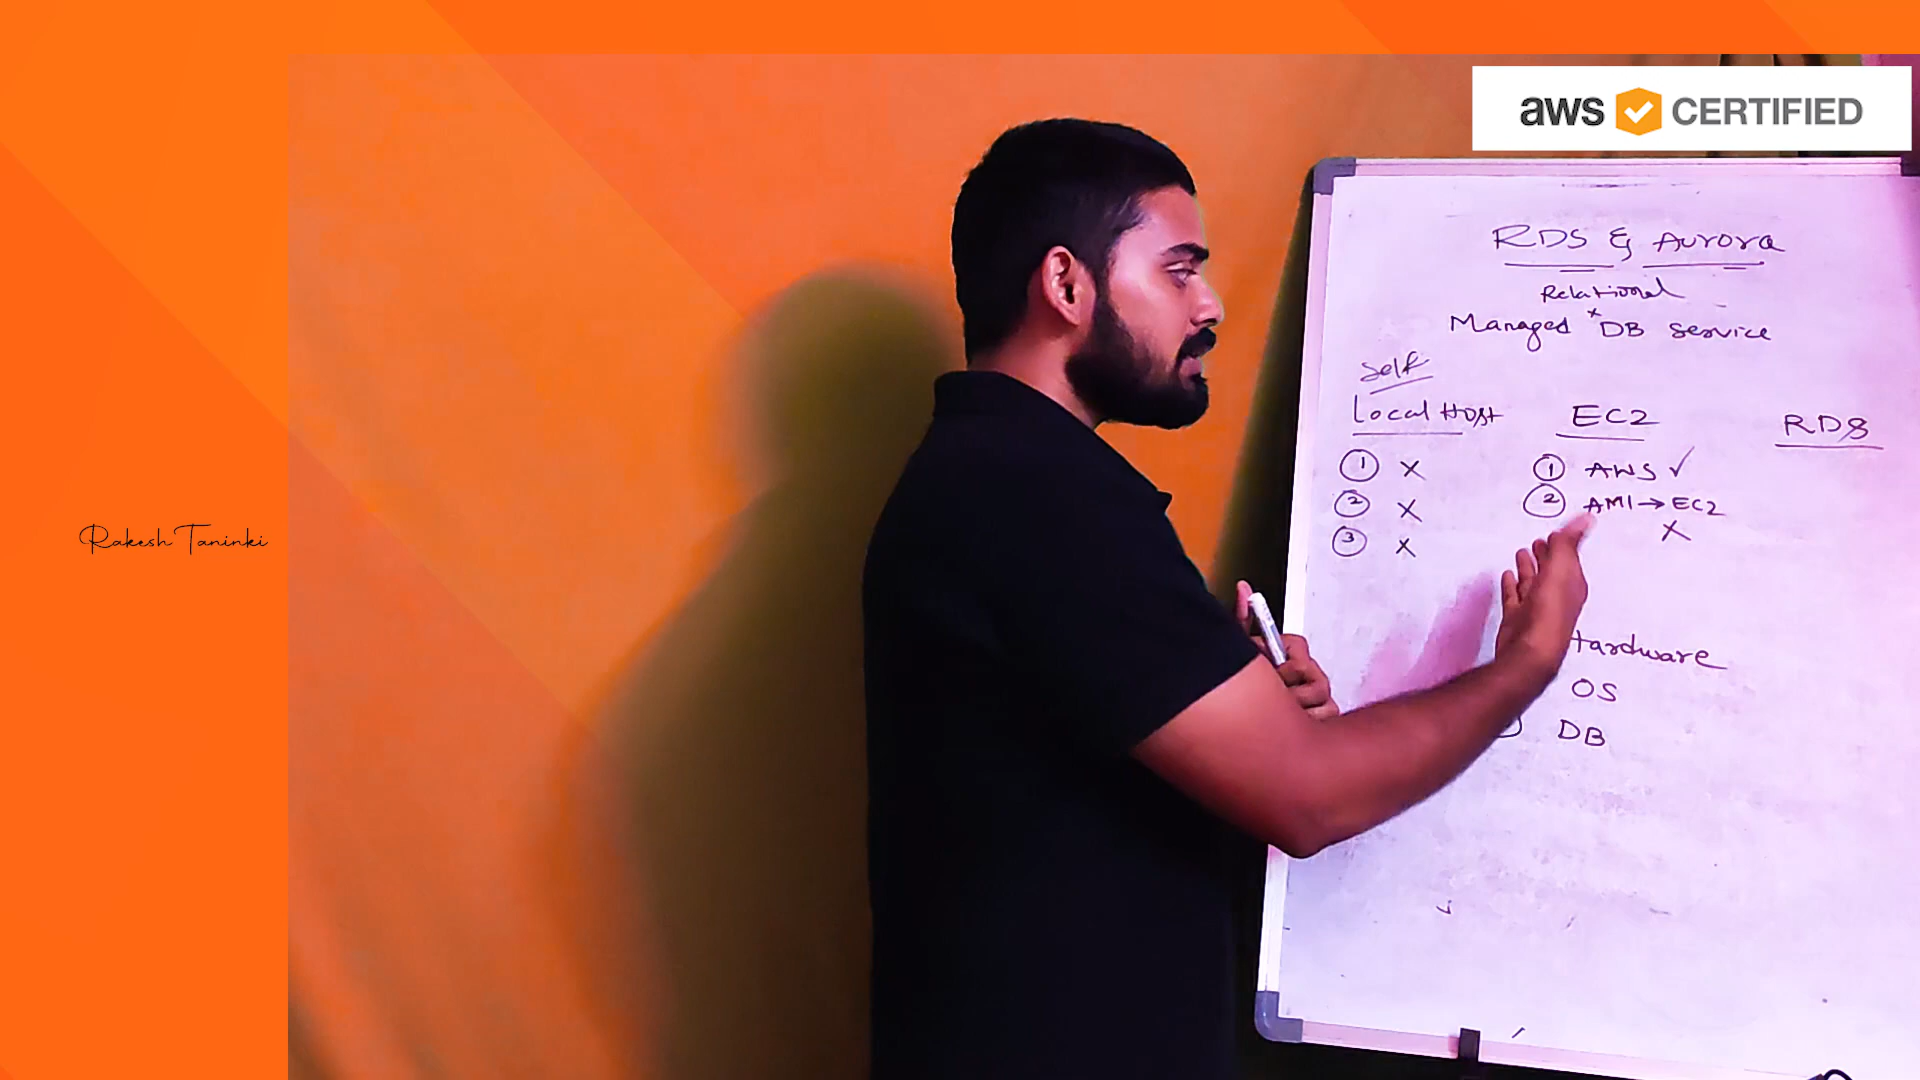 aws CERTIFIED
RDS & Aurora
Relational
Managed x DB Service
Self
Local Host
EC2
RDS
1 X
2 X
3 X
1 AWS ✓
2 AMI → EC2
X
Hardware
OS
DB
Rakesh Taninki